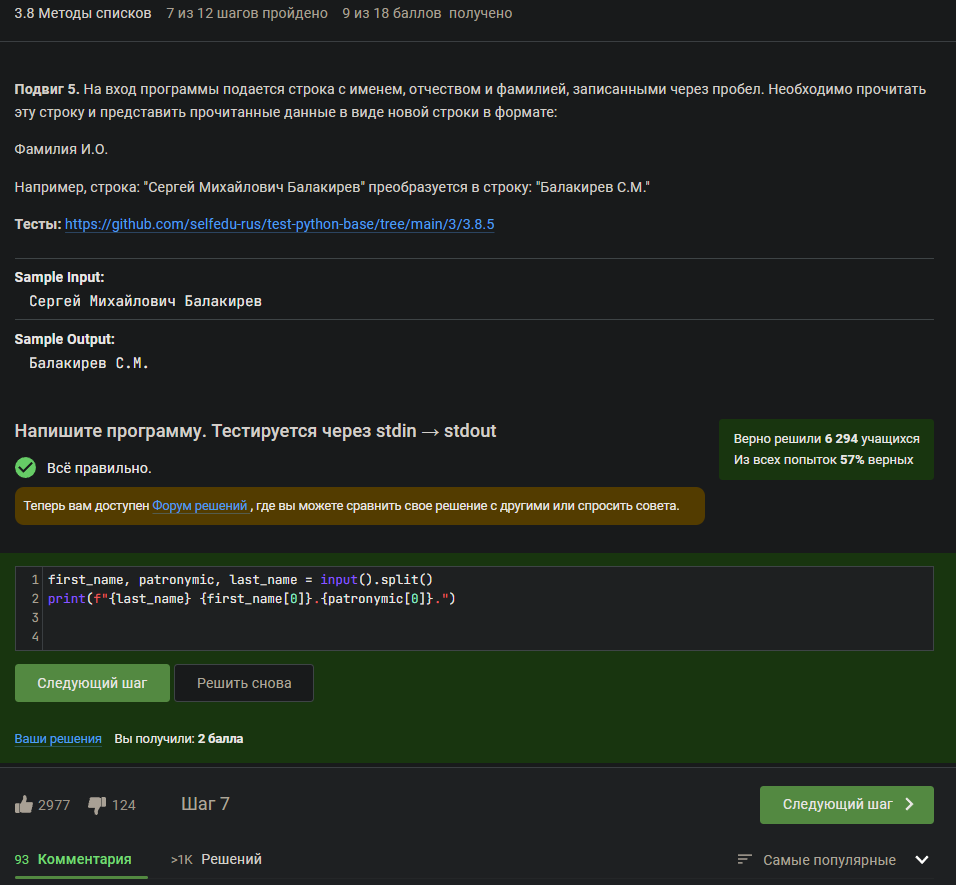 3.8 Методы списков 7 из 12 шагов пройдено 9 из 18 баллов получено
Подвиг 5. На вход программы подается строка с именем, отчеством и фамилией, записанными через пробел. Необходимо прочитать
эту строку и представить прочитанные данные в виде новой строки в формате:
Фамилия И.О.
Например, строка: "Сергей Михайлович Балакирев" преобразуется в строку: "Балакирев С.М."
Тесты: https://github.com/selfedu-rus/test-python-base/tree/main/3/3.8.5
Sample Input:
Сергей Михайлович Балакирев
Sample Output:
Балакирев С.М.
Напишите программу. Тестируется через stdin → stdout
Верно решили 6 294 учащихся
Из всех попыток 57% верных
Всё правильно.
Теперь вам доступен Форум решений , где вы можете сравнить свое решение с другими или спросить совета.
1 first_name, patronymic, last_name = input().split()
2 print(f"{last_name} {first_name[0]}.{patronymic[0]}.")
3
4
Следующий шаг Решить снова
Ваши решения Вы получили: 2 балла
2977 124 Шаг 7 Следующий шаг
93 Комментария >1K Решений Самые популярные